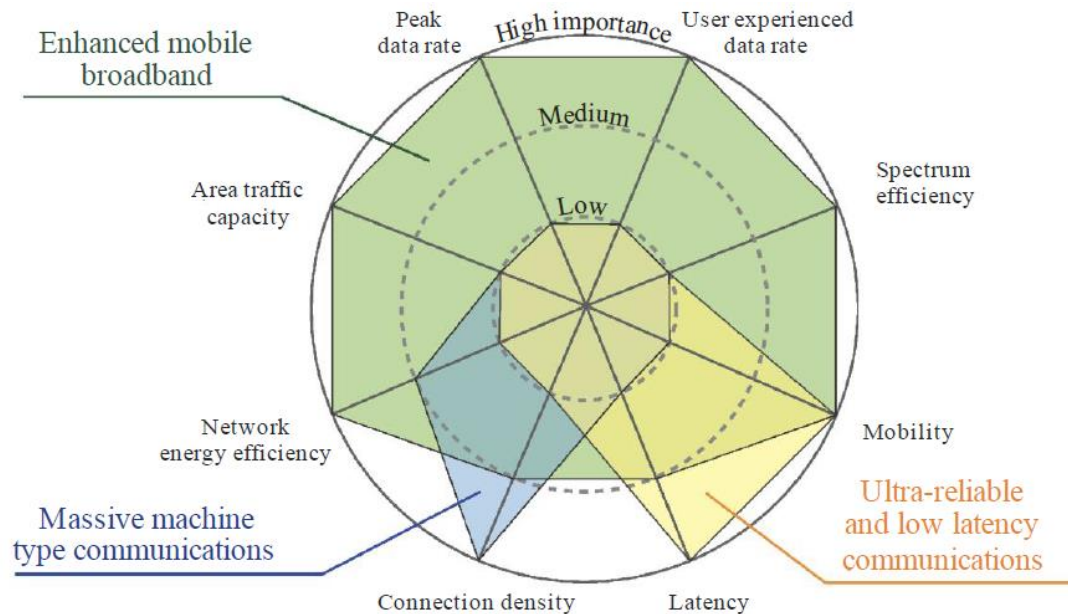 Peak
data rate
High importance
User experienced
data rate
Enhanced mobile
broadband
Medium
Area traffic
capacity
Spectrum
efficiency
Low
Network
energy efficiency
Mobility
Massive machine
type communications
Ultra-reliable
and low latency
communications
Connection density
Latency